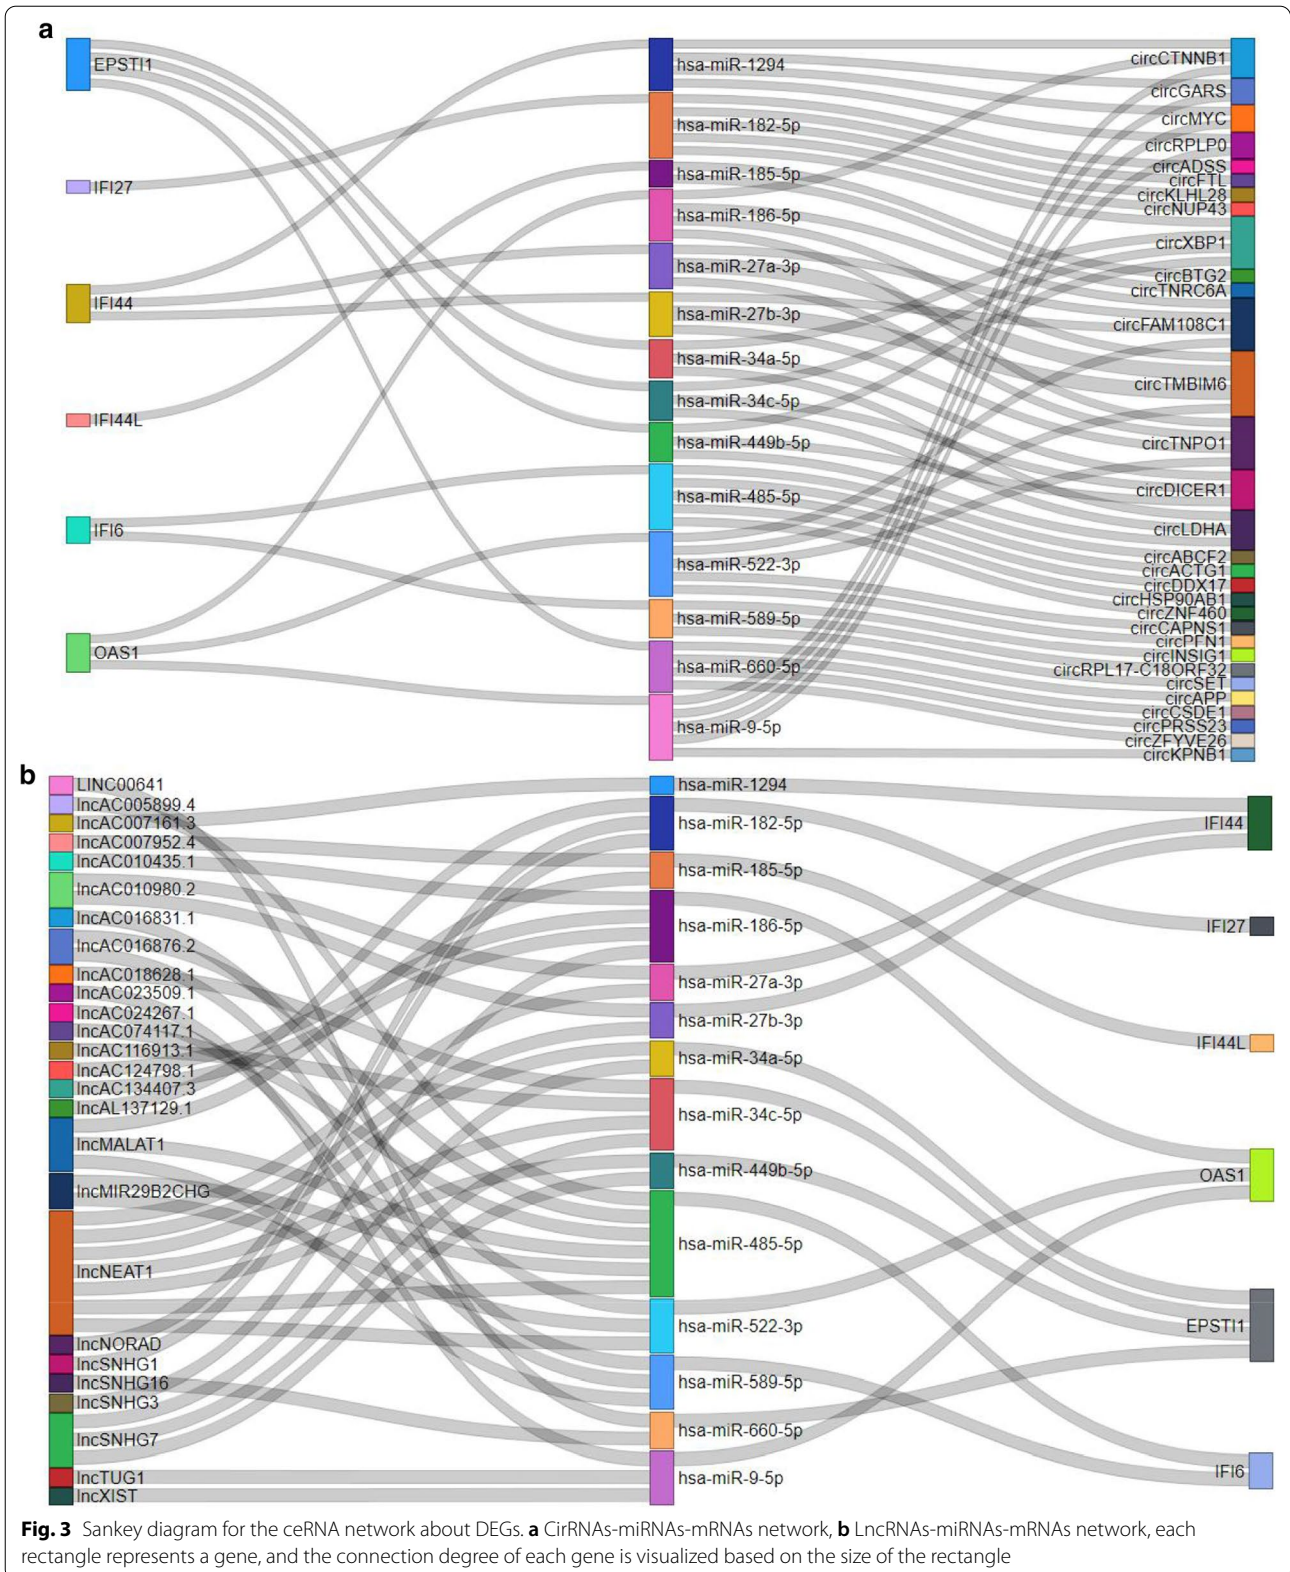 a
EPSTI1
IFI27
IFI44
IFI44L
IFI6
OAS1
hsa-miR-1294
hsa-miR-182-5p
hsa-miR-185-5p
hsa-miR-186-5p
hsa-miR-27a-3p
hsa-miR-27b-3p
hsa-miR-34a-5p
hsa-miR-34c-5p
hsa-miR-449b-5p
hsa-miR-485-5p
hsa-miR-522-3p
hsa-miR-589-5p
hsa-miR-660-5p
hsa-miR-9-5p
circCTNNB1
circGARS
circMYC
circRPLP0
circADSS
circFTL
circKLHL28
circNUP43
circXBP1
circBTG2
circTNRC6A
circFAM108C1
circTMBIM6
circTNPO1
circDICER1
circLDHA
circABCF2
circACTG1
circDDX17
circHSP90AB1
circZNF460
circCAPNS1
circPFN1
circINSIG1
circRPL17-C18ORF32
circSET
circAPP
circCSDE1
circPRSS23
circZFYVE26
circKPNB1
b
LINC00641
lncAC005899.4
lncAC007161.3
lncAC007952.4
lncAC010435.1
lncAC010980.2
lncAC016831.1
lncAC016876.2
lncAC018628.1
lncAC023509.1
lncAC024267.1
lncAC074117.1
lncAC116913.1
lncAC124798.1
lncAC134407.3
lncAL137129.1
lncMALAT1
lncMIR29B2CHG
lncNEAT1
lncNORAD
lncSNHG1
lncSNHG16
lncSNHG3
lncSNHG7
lncTUG1
lncXIST
hsa-miR-1294
hsa-miR-182-5p
hsa-miR-185-5p
hsa-miR-186-5p
hsa-miR-27a-3p
hsa-miR-27b-3p
hsa-miR-34a-5p
hsa-miR-34c-5p
hsa-miR-449b-5p
hsa-miR-485-5p
hsa-miR-522-3p
hsa-miR-589-5p
hsa-miR-660-5p
hsa-miR-9-5p
IFI44
IFI27
IFI44L
OAS1
EPSTI1
IFI6
Fig. 3 Sankey diagram for the ceRNA network about DEGs. a CirRNAs-miRNAs-mRNAs network, b LncRNAs-miRNAs-mRNAs network, each
rectangle represents a gene, and the connection degree of each gene is visualized based on the size of the rectangle